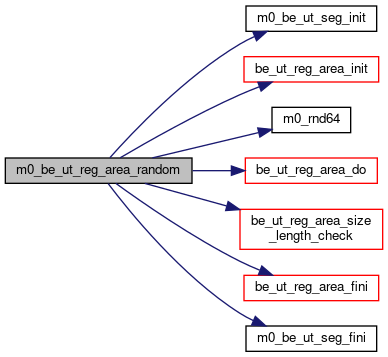 m0_be_ut_seg_init
be_ut_reg_area_init
m0_rnd64
m0_be_ut_reg_area_random
be_ut_reg_area_do
be_ut_reg_area_size
_length_check
be_ut_reg_area_fini
m0_be_ut_seg_fini